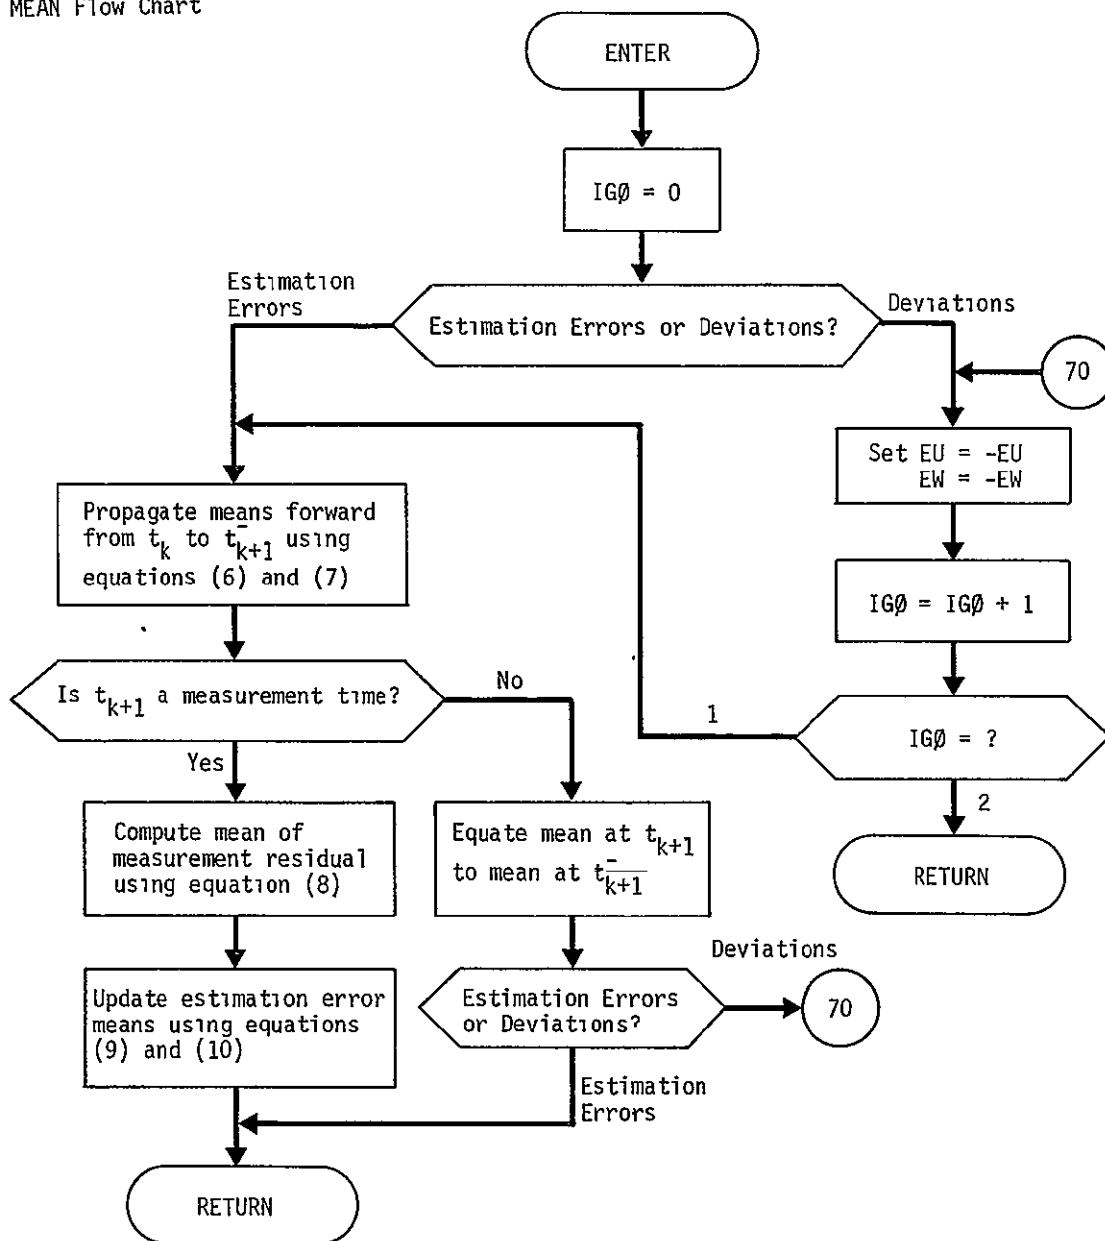 MEAN Flow Chart
ENTER
IGØ = 0
Estimation Errors or Deviations?
Estimation
Errors
Deviations
70
Set EU = -EU
EW = -EW
IGØ = IGØ + 1
IGØ = ?
1
2
RETURN
Propagate means forward
from t_k to t^-_{k+1} using
equations (6) and (7)
Is t_{k+1} a measurement time?
Yes
No
Compute mean of
measurement residual
using equation (8)
Update estimation error
means using equations
(9) and (10)
Equate mean at t_{k+1}
to mean at t^-_{k+1}
Estimation Errors
or Deviations?
Deviations
70
Estimation
Errors
RETURN